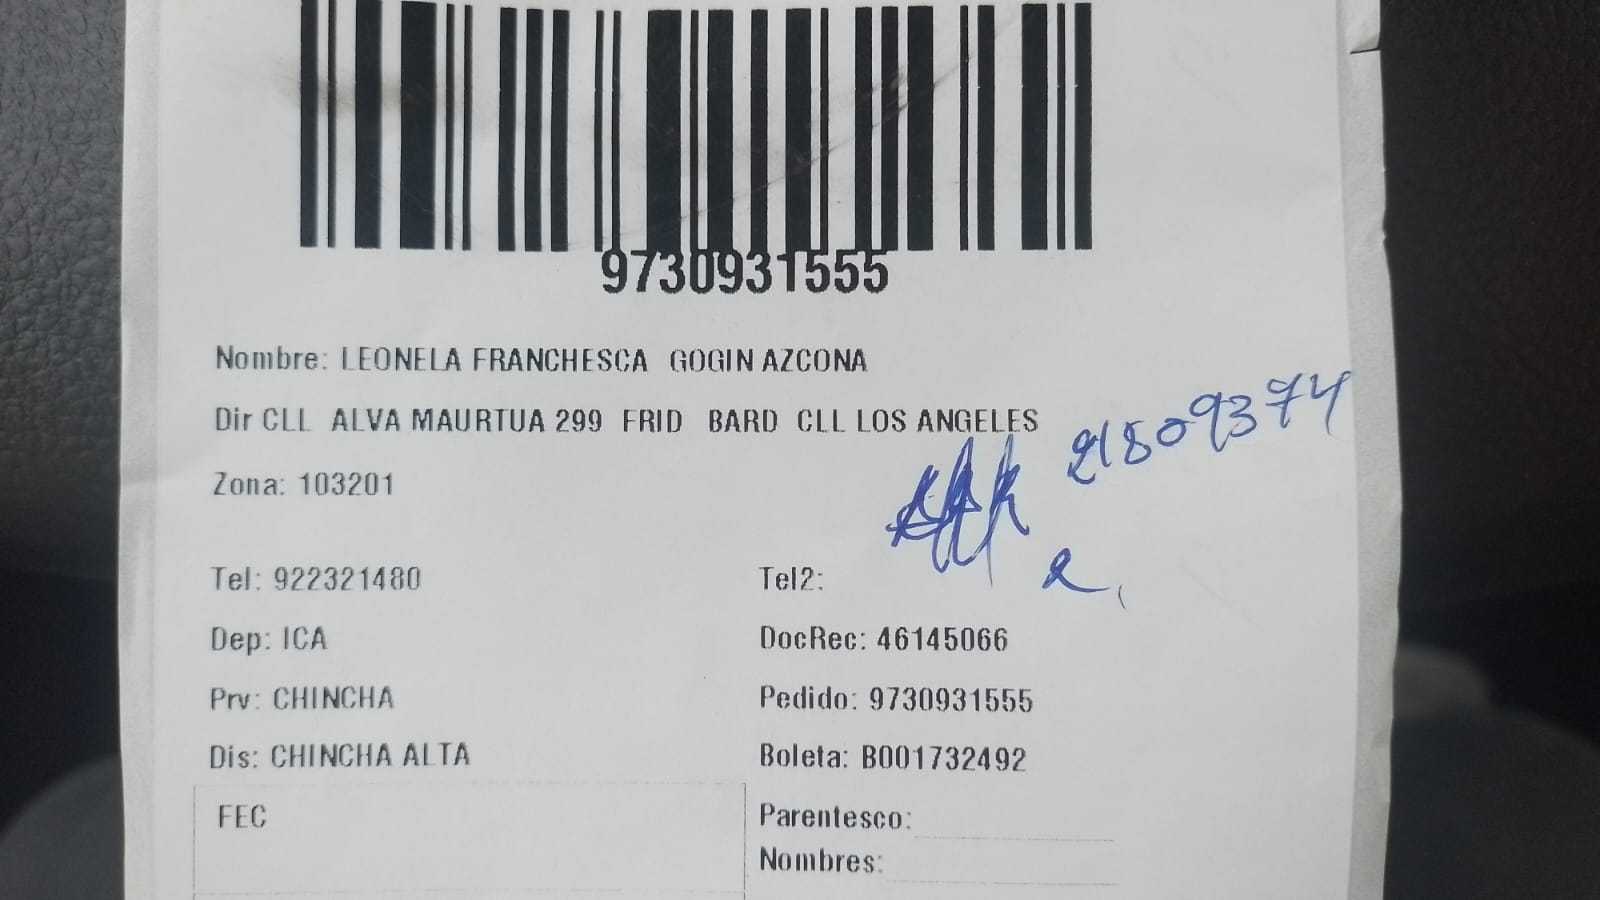 9730931555
Nombre: LEONELA FRANCHESCA GOGIN AZCONA
Dir CLL ALVA MAURTUA 299 FRID BARD CLL LOS ANGELES
21809374
Zona: 103201
Tel: 922321480 Tel2:
Dep: ICA DocRec: 46145066
Prv: CHINCHA Pedido: 9730931555
Dis: CHINCHA ALTA Boleta: B001732492
FEC Parentesco:
Nombres: